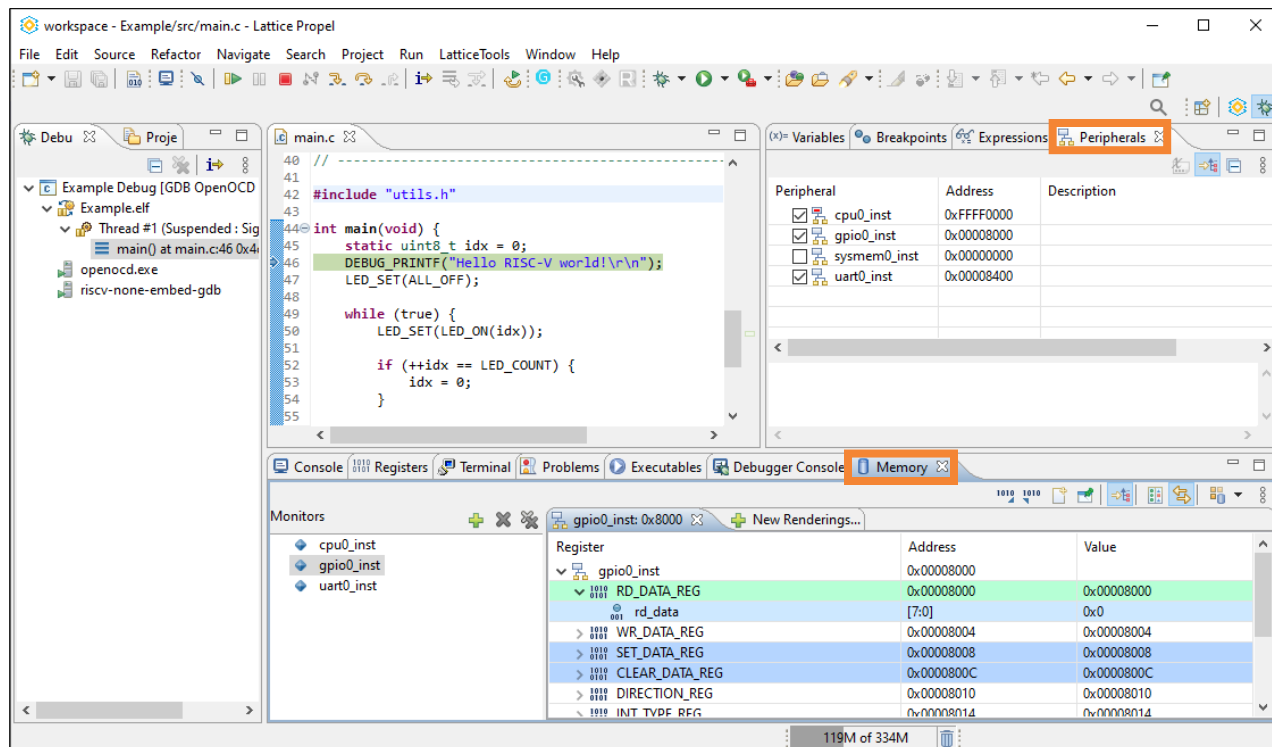 workspace - Example/src/main.c - Lattice Propel
File Edit Source Refactor Navigate Search Project Run LatticeTools Window Help
Debu Proje
Example Debug [GDB OpenOCD
Example.elf
Thread #1 (Suspended : Sig
main() at main.c:46 0x4
openocd.exe
riscv-none-embed-gdb
main.c
40 // -------------------------------------------------
41
42 #include "utils.h"
43
44 int main(void) {
45 static uint8_t idx = 0;
46 DEBUG_PRINTF("Hello RISC-V world!\r\n");
47 LED_SET(ALL_OFF);
48
49 while (true) {
50 LED_SET(LED_ON(idx));
51
52 if (++idx == LED_COUNT) {
53 idx = 0;
54 }
55
(x)= Variables Breakpoints Expressions Peripherals
Peripheral Address Description
cpu0_inst 0xFFFF0000
gpio0_inst 0x00008000
sysmem0_inst 0x00000000
uart0_inst 0x00008400
Console Registers Terminal Problems Executables Debugger Console Memory
Monitors
cpu0_inst
gpio0_inst
uart0_inst
gpio0_inst: 0x8000 New Renderings...
Register Address Value
gpio0_inst 0x00008000
RD_DATA_REG 0x00008000 0x00008000
rd_data [7:0] 0x0
WR_DATA_REG 0x00008004 0x00008004
SET_DATA_REG 0x00008008 0x00008008
CLEAR_DATA_REG 0x0000800C 0x0000800C
DIRECTION_REG 0x00008010 0x00008010
INT_TYPE_REG 0x00008014 0x00008014
119M of 334M